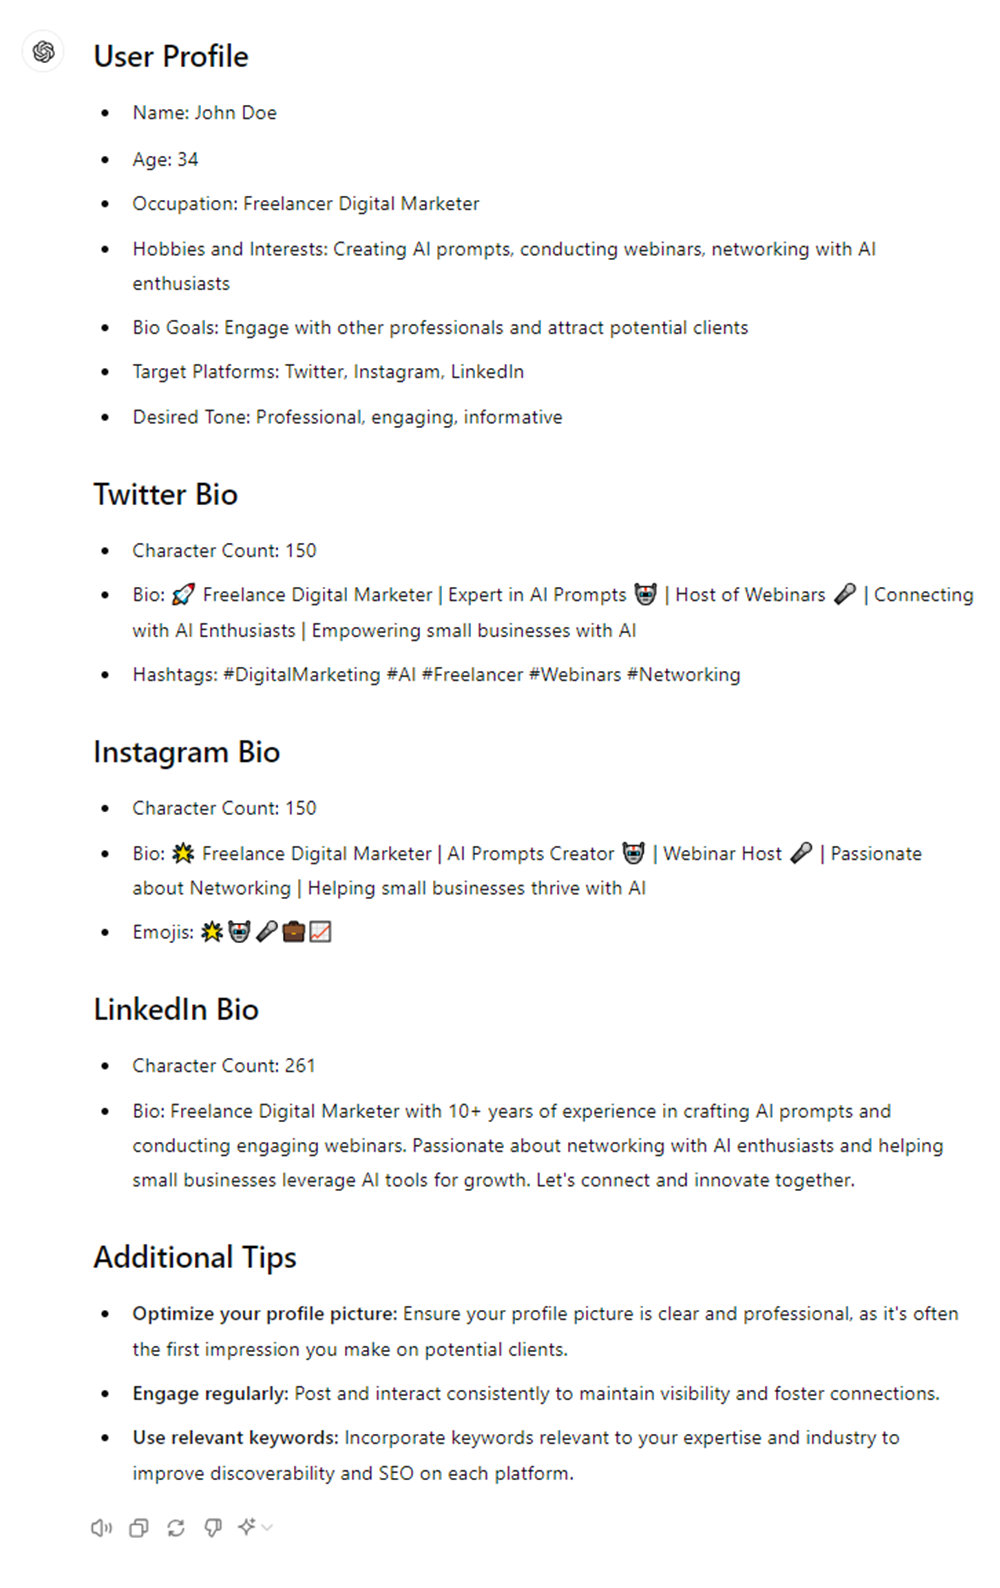 User Profile
Name: John Doe
Age: 34
Occupation: Freelancer Digital Marketer
Hobbies and Interests: Creating AI prompts, conducting webinars, networking with AI
enthusiasts
Bio Goals: Engage with other professionals and attract potential clients
Target Platforms: Twitter, Instagram, LinkedIn
Desired Tone: Professional, engaging, informative
Twitter Bio
Character Count: 150
Bio: 🚀 Freelance Digital Marketer | Expert in AI Prompts 🤖 | Host of Webinars 🎤 | Connecting
with AI Enthusiasts | Empowering small businesses with AI
Hashtags: #DigitalMarketing #AI #Freelancer #Webinars #Networking
Instagram Bio
Character Count: 150
Bio: 🌟 Freelance Digital Marketer | AI Prompts Creator 🤖 | Webinar Host 🎤 | Passionate
about Networking | Helping small businesses thrive with AI
Emojis: 🌟🤖🎤💼📈
LinkedIn Bio
Character Count: 261
Bio: Freelance Digital Marketer with 10+ years of experience in crafting AI prompts and
conducting engaging webinars. Passionate about networking with AI enthusiasts and helping
small businesses leverage AI tools for growth. Let's connect and innovate together.
Additional Tips
Optimize your profile picture: Ensure your profile picture is clear and professional, as it's often
the first impression you make on potential clients.
Engage regularly: Post and interact consistently to maintain visibility and foster connections.
Use relevant keywords: Incorporate keywords relevant to your expertise and industry to
improve discoverability and SEO on each platform.